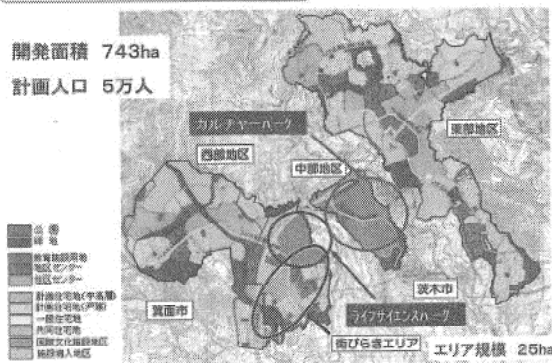 開発面積 743ha
計画人口 5万人
カルチャーパーク
東部地区
西部地区
中部地区
公園
緑地
教育施設用地
地区センター
住区センター
計画住宅地(中高層)
計画住宅地(戸建)
一般住宅地
共同住宅地
国際文化施設地区
施設導入地区
茨木市
箕面市
ライフサイエンスパーク
街びらきエリア
エリア規模 25ha